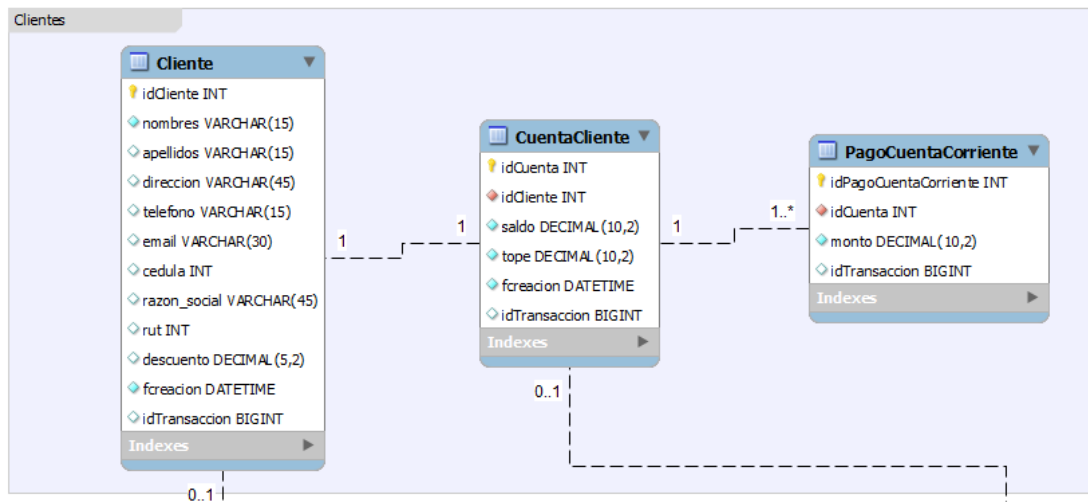 Clientes
Cliente
idCliente INT
nombres VARCHAR(15)
apellidos VARCHAR(15)
direccion VARCHAR(45)
telefono VARCHAR(15)
email VARCHAR(30)
cedula INT
razon_social VARCHAR(45)
rut INT
descuento DECIMAL(5,2)
fcreacion DATETIME
idTransaccion BIGINT
Indexes
0..1
1
1
CuentaCliente
idCuenta INT
idCliente INT
saldo DECIMAL(10,2)
tope DECIMAL(10,2)
fcreacion DATETIME
idTransaccion BIGINT
Indexes
0..1
1
1..*
PagoCuentaCorriente
idPagoCuentaCorriente INT
idCuenta INT
monto DECIMAL(10,2)
idTransaccion BIGINT
Indexes